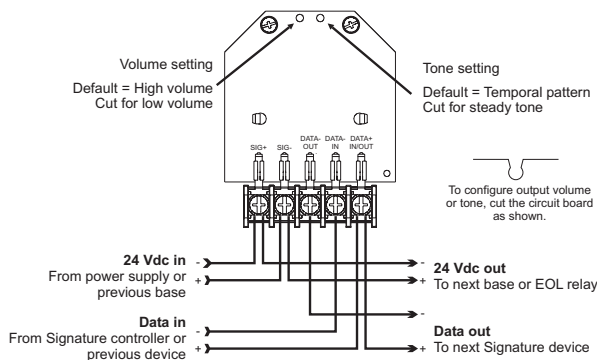 Volume setting
Default = High volume
Cut for low volume
Tone setting
Default = Temporal pattern
Cut for steady tone
SIG+
SIG-
DATA-
OUT
DATA-
IN
DATA+
IN/OUT
To configure output volume
or tone, cut the circuit board
as shown.
24 Vdc in
From power supply or
previous base
-
+
Data in
From Signature controller or
previous device
-
+
-
+
24 Vdc out
To next base or EOL relay
-
+
Data out
To next Signature device